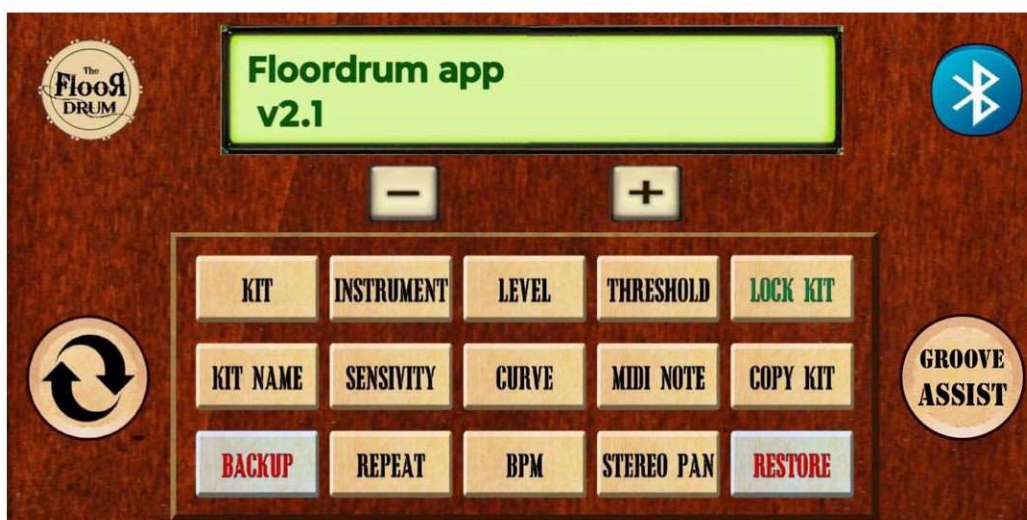 The
FlooЯ
DRUM
Floordrum app
v2.1
−
+
KIT
INSTRUMENT
LEVEL
THRESHOLD
LOCK KIT
KIT NAME
SENSIVITY
CURVE
MIDI NOTE
COPY KIT
GROOVE
ASSIST
BACKUP
REPEAT
BPM
STEREO PAN
RESTORE